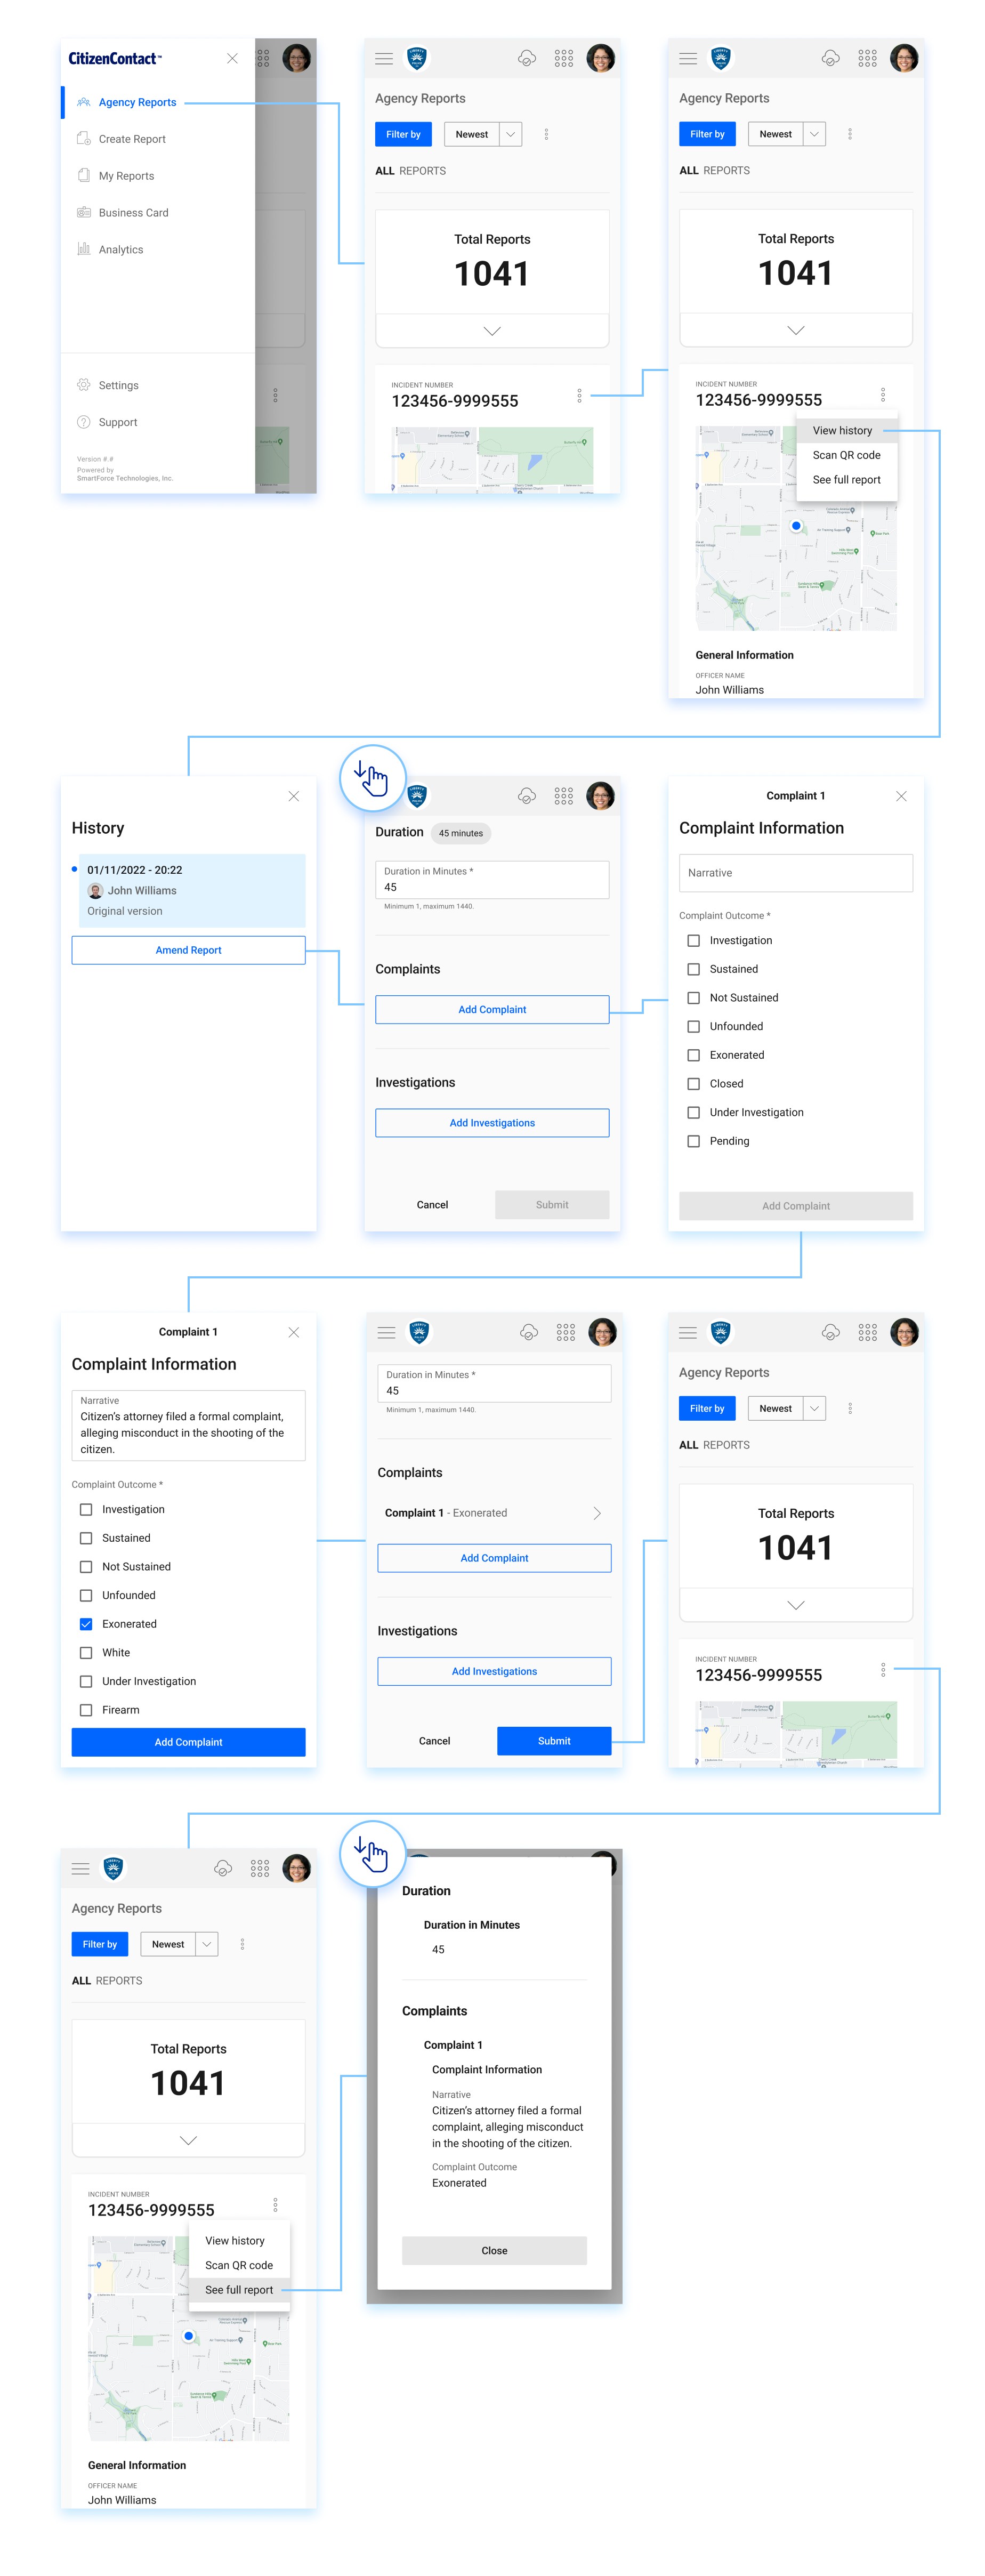 CitizenContact™
Agency Reports
Create Report
My Reports
Business Card
Analytics
Settings
Support
Version #.#
Powered by
SmartForce Technologies, Inc.
Agency Reports
Filter by
Newest
ALL REPORTS
Total Reports
1041
INCIDENT NUMBER
123456-9999555
Agency Reports
Filter by
Newest
ALL REPORTS
Total Reports
1041
INCIDENT NUMBER
123456-9999555
View history
Scan QR code
See full report
General Information
OFFICER NAME
John Williams
History
01/11/2022 - 20:22
John Williams
Original version
Amend Report
Duration 45 minutes
Duration in Minutes *
45
Minimum 1, maximum 1440.
Complaints
Add Complaint
Investigations
Add Investigations
Cancel
Submit
Complaint 1
Complaint Information
Narrative
Complaint Outcome *
Investigation
Sustained
Not Sustained
Unfounded
Exonerated
Closed
Under Investigation
Pending
Add Complaint
Complaint 1
Complaint Information
Narrative
Citizen's attorney filed a formal complaint,
alleging misconduct in the shooting of the
citizen.
Complaint Outcome *
Investigation
Sustained
Not Sustained
Unfounded
Exonerated
White
Under Investigation
Firearm
Add Complaint
Duration in Minutes *
45
Minimum 1, maximum 1440.
Complaints
Complaint 1 - Exonerated
Add Complaint
Investigations
Add Investigations
Cancel
Submit
Agency Reports
Filter by
Newest
ALL REPORTS
Total Reports
1041
INCIDENT NUMBER
123456-9999555
Agency Reports
Filter by
Newest
ALL REPORTS
Total Reports
1041
INCIDENT NUMBER
123456-9999555
View history
Scan QR code
See full report
General Information
OFFICER NAME
John Williams
Duration
Duration in Minutes
45
Complaints
Complaint 1
Complaint Information
Narrative
Citizen's attorney filed a formal
complaint, alleging misconduct
in the shooting of the citizen.
Complaint Outcome
Exonerated
Close